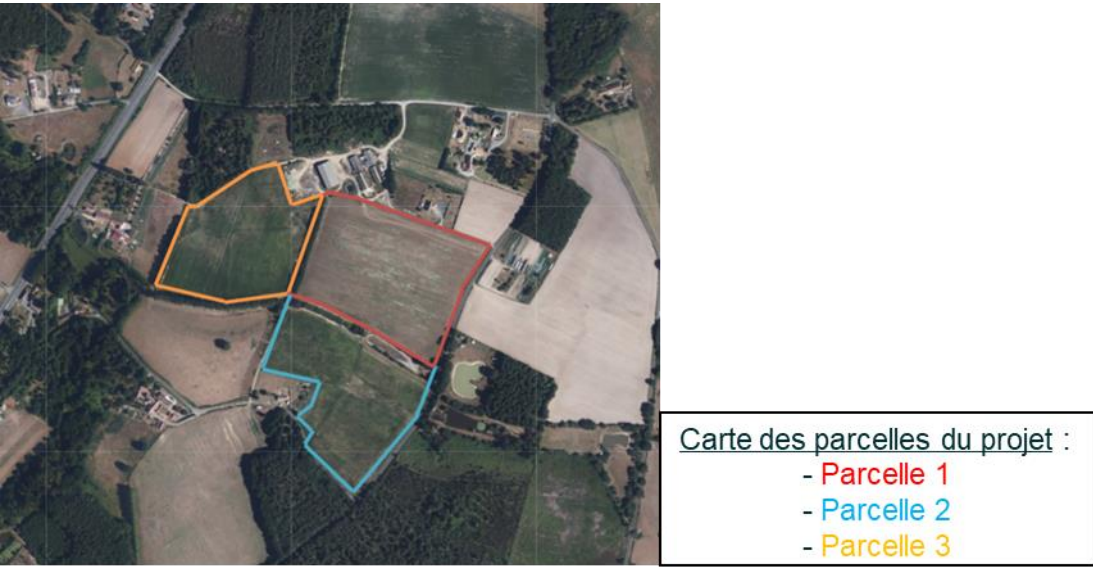 Carte des parcelles du projet :
- Parcelle 1
- Parcelle 2
- Parcelle 3